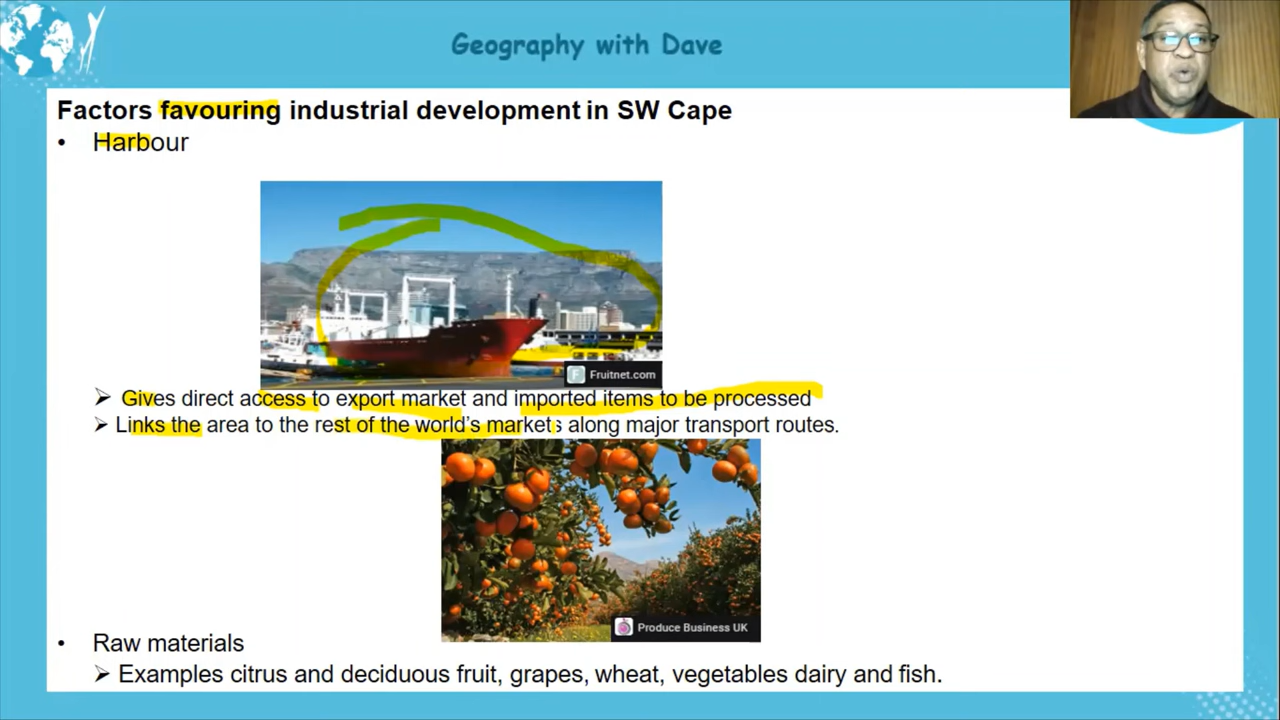 Geography with Dave
Factors favouring industrial development in SW Cape
• Harbour
Fruitnet.com
➢ Gives direct access to export market and imported items to be processed
➢ Links the area to the rest of the world's markets along major transport routes.
Produce Business UK
• Raw materials
➢ Examples citrus and deciduous fruit, grapes, wheat, vegetables dairy and fish.